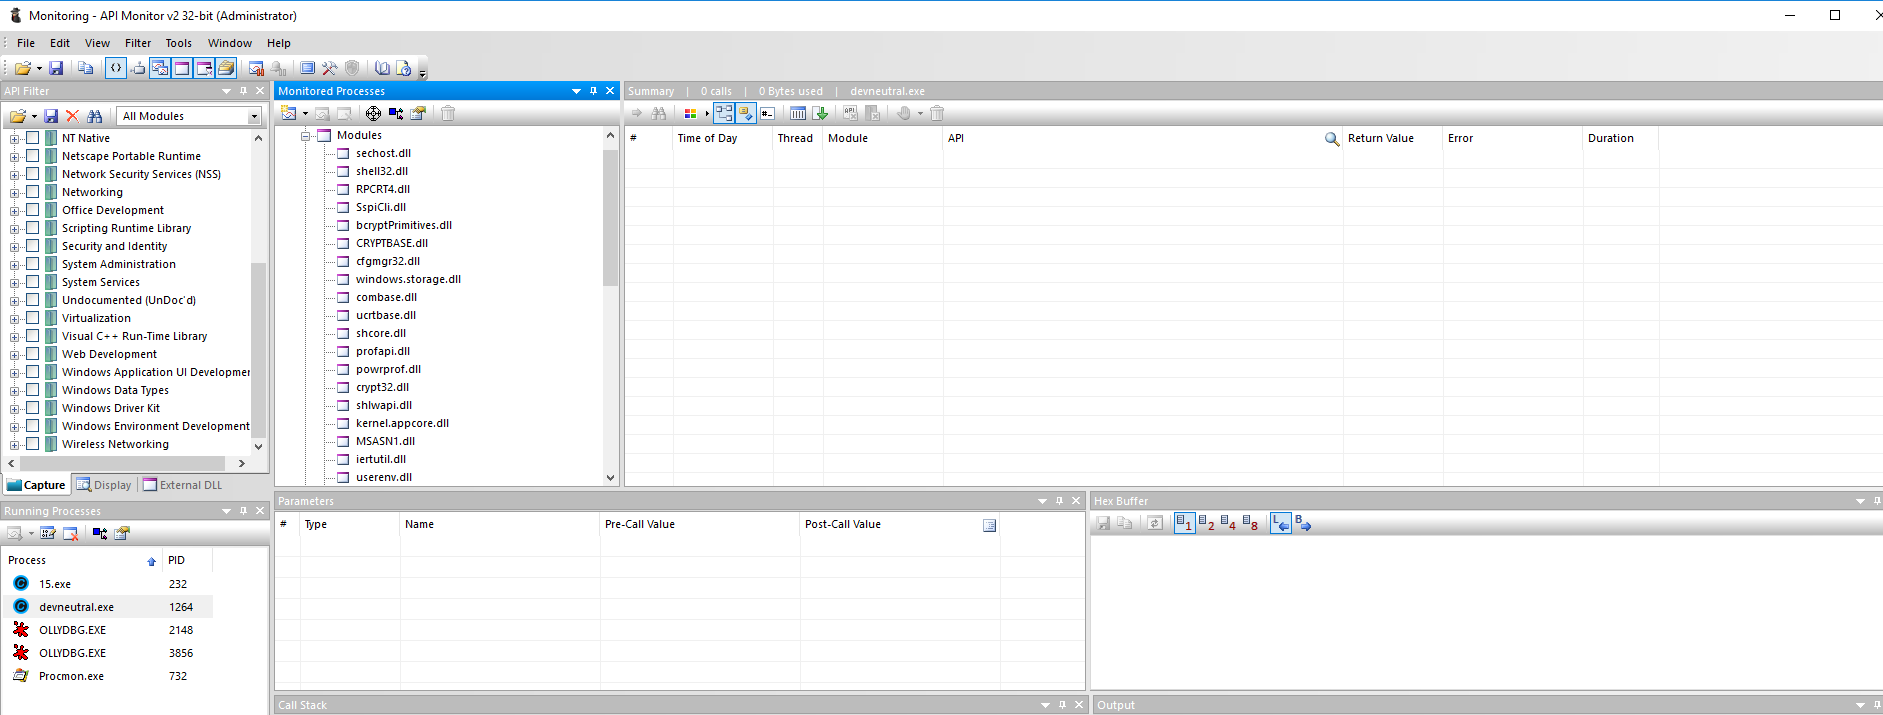 Monitoring - API Monitor v2 32-bit (Administrator)
File Edit View Filter Tools Window Help
API Filter
All Modules
NT Native
Netscape Portable Runtime
Network Security Services (NSS)
Networking
Office Development
Scripting Runtime Library
Security and Identity
System Administration
System Services
Undocumented (UnDoc'd)
Virtualization
Visual C++ Run-Time Library
Web Development
Windows Application UI Developmer
Windows Data Types
Windows Driver Kit
Windows Environment Development
Wireless Networking
Capture Display External DLL
Running Processes
Process PID
15.exe 232
devneutral.exe 1264
OLLYDBG.EXE 2148
OLLYDBG.EXE 3856
Procmon.exe 732
Monitored Processes
Modules
sechost.dll
shell32.dll
RPCRT4.dll
SspiCli.dll
bcryptPrimitives.dll
CRYPTBASE.dll
cfgmgr32.dll
windows.storage.dll
combase.dll
ucrtbase.dll
shcore.dll
profapi.dll
powrprof.dll
crypt32.dll
shlwapi.dll
kernel.appcore.dll
MSASN1.dll
iertutil.dll
userenv.dll
Summary | 0 calls | 0 Bytes used | devneutral.exe
# Time of Day Thread Module API Return Value Error Duration
Parameters
# Type Name Pre-Call Value Post-Call Value
Hex Buffer
1 2 4 8 L B
Call Stack
Output